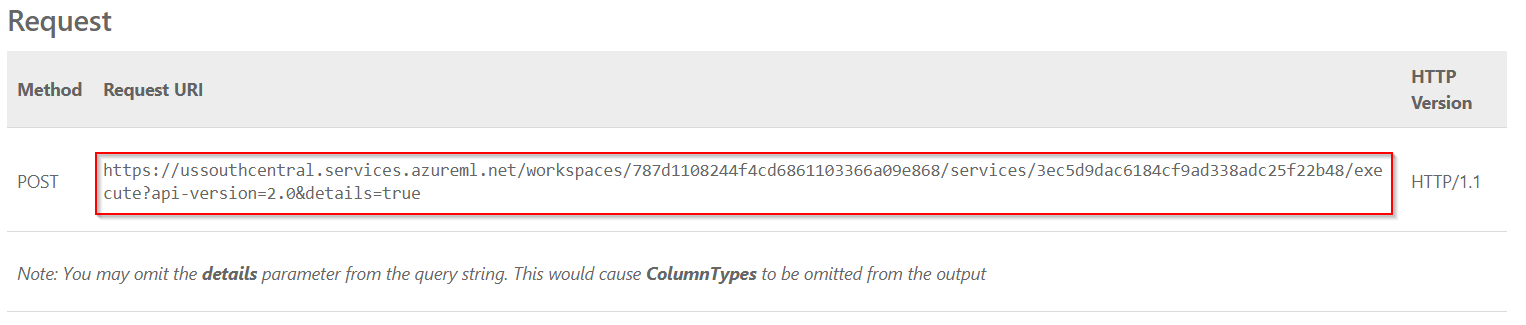 Request
Method Request URI HTTP
Version
POST https://ussouthcentral.services.azureml.net/workspaces/787d1108244f4cd6861103366a09e868/services/3ec5d9dac6184cf9ad338adc25f22b48/exe
cute?api-version=2.0&details=true HTTP/1.1
Note: You may omit the details parameter from the query string. This would cause ColumnTypes to be omitted from the output